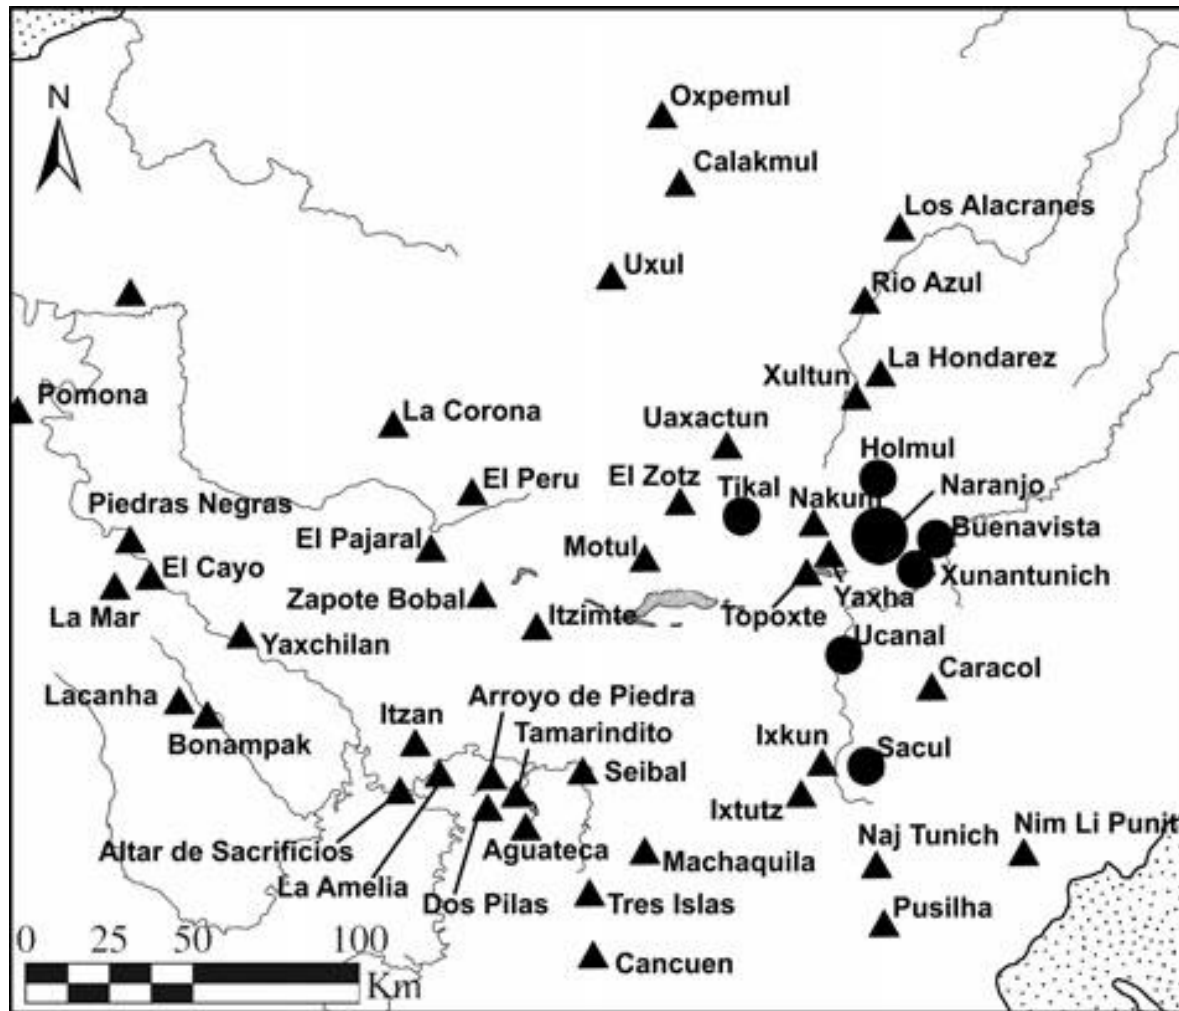 Oxpemul
N
Calakmul
Los Alacranes
Uxul
Rio Azul
La Hondarez
Xultun
Pomona
La Corona
Uaxactun
Holmul
El Peru
El Zotz
Tikal
Naranjo
Nakum
Piedras Negras
Buenavista
El Pajaral
Motul
El Cayo
Xunantunich
Zapote Bobal
Yaxha
La Mar
Itzimte
Topoxte
Ucanal
Yaxchilan
Caracol
Lacanha
Arroyo de Piedra
Itzan
Tamarindito
Bonampak
Ixkun
Sacul
Seibal
Ixtutz
Nim Li Punit
Naj Tunich
Altar de Sacrificios
Aguateca
Machaquila
La Amelia
Dos Pilas
Tres Islas
Pusilha
0 25 50 100
Cancuen
Km